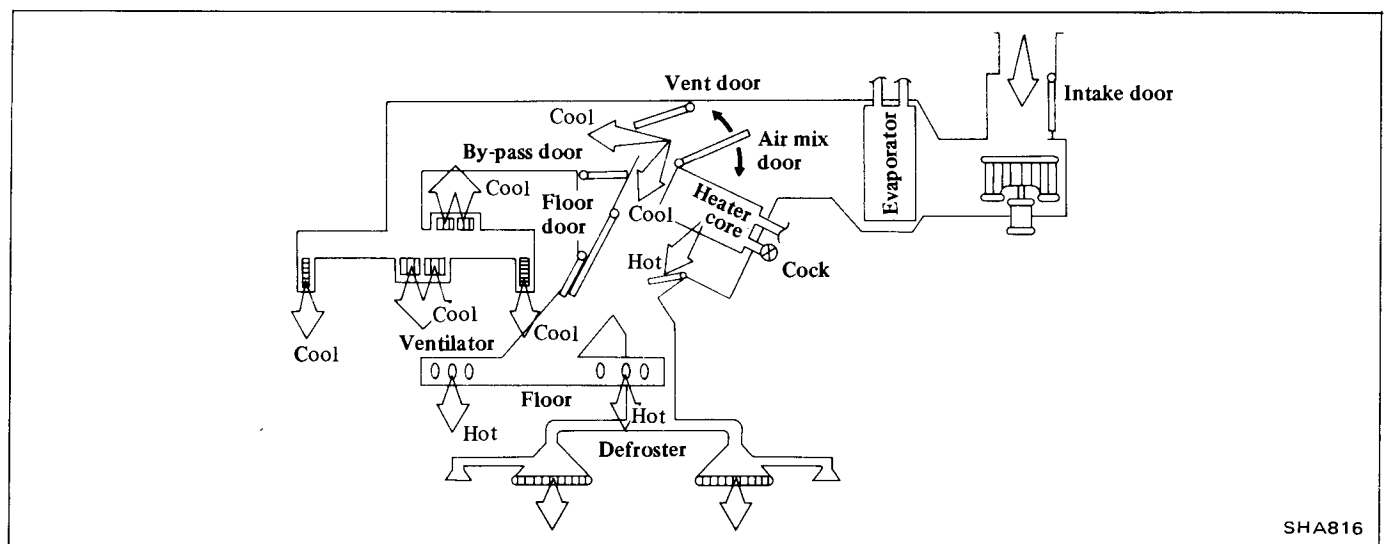 Vent door
Intake door
Cool
Air mix
door
By-pass door
Evaporator
Cool
Floor
door
Heater
core
Cool
Hot
Cock
Cool
Cool
Ventilator
Cool
Cool
Floor
Hot
Hot
Defroster
SHA816